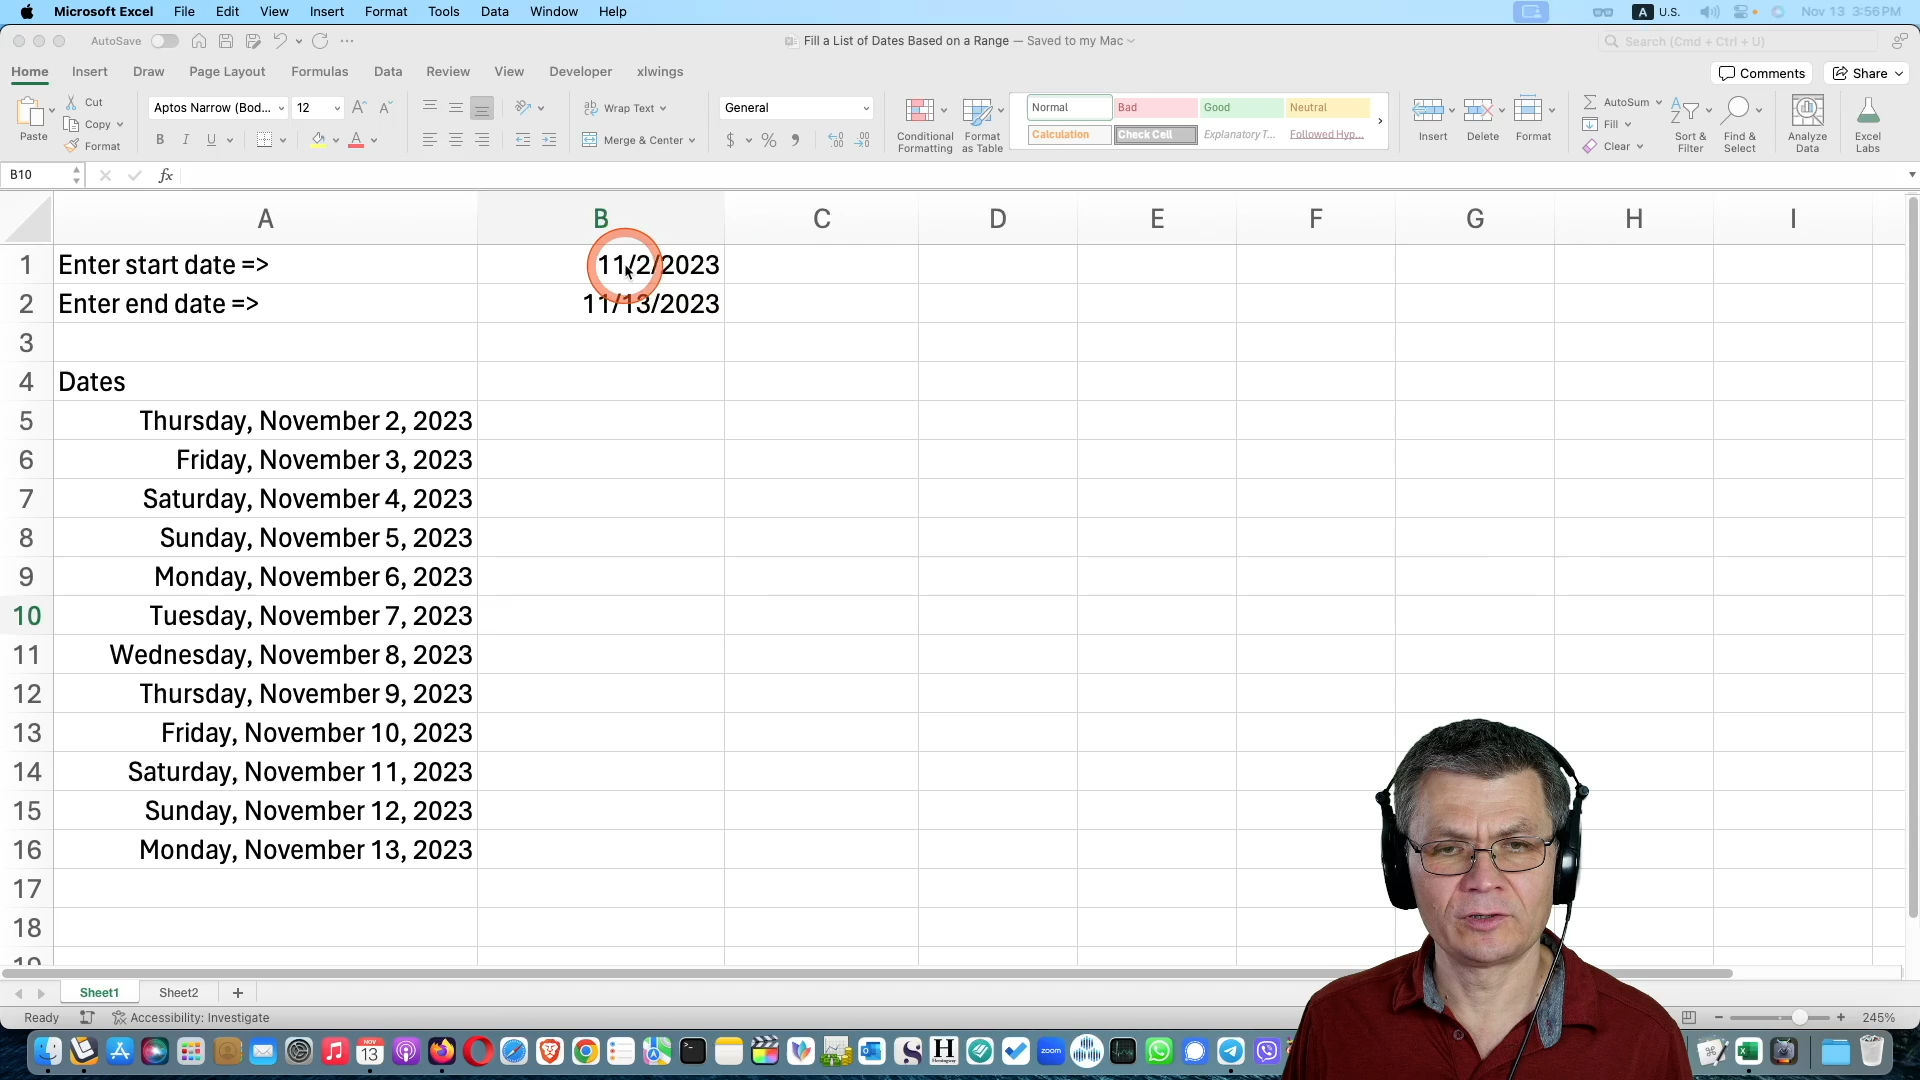 Microsoft Excel File Edit View Insert Format Tools Data Window Help A U.S. Nov 13 3:56PM
AutoSave Fill a List of Dates Based on a Range — Saved to my Mac Search (Cmd + Ctrl + U)
Home Insert Draw Page Layout Formulas Data Review View Developer xlwings Comments Share
Paste Cut Copy Format
Aptos Narrow (Bod... 12
B I U
Wrap Text
Merge & Center
General
$ %
Conditional Formatting
Format as Table
Normal Bad Good Neutral
Calculation Check Cell Explanatory T... Followed Hyp...
Insert Delete Format
AutoSum
Fill
Clear
Sort & Filter
Find & Select
Analyze Data
Excel Labs
B10 fx
A B C D E F G H I
1 Enter start date => 11/2/2023
2 Enter end date => 11/13/2023
3
4 Dates
5 Thursday, November 2, 2023
6 Friday, November 3, 2023
7 Saturday, November 4, 2023
8 Sunday, November 5, 2023
9 Monday, November 6, 2023
10 Tuesday, November 7, 2023
11 Wednesday, November 8, 2023
12 Thursday, November 9, 2023
13 Friday, November 10, 2023
14 Saturday, November 11, 2023
15 Sunday, November 12, 2023
16 Monday, November 13, 2023
17
18
19
Sheet1 Sheet2 +
Ready Accessibility: Investigate 245%
NOV 13 H zoom